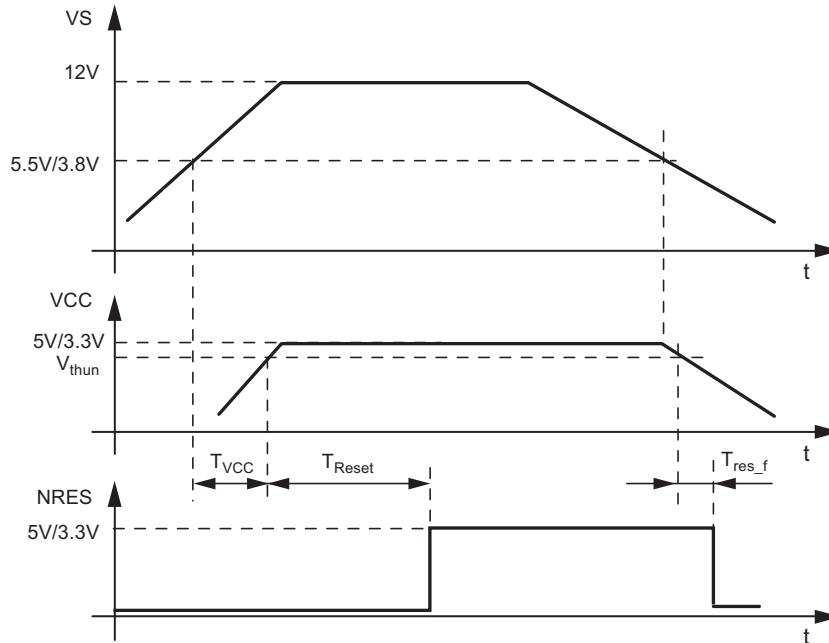 VS
12V
5.5V/3.8V
t
VCC
5V/3.3V
Vthun
t
TVCC
TReset
Tres_f
NRES
5V/3.3V
t